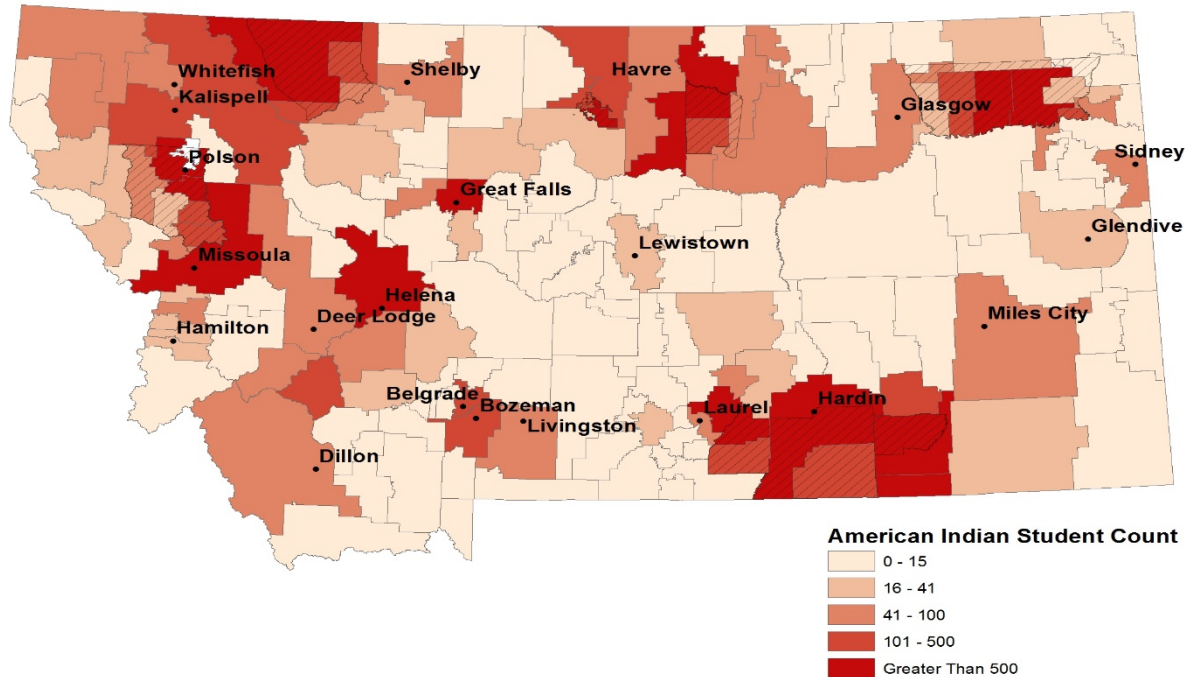 Whitefish
Kalispell
Shelby
Havre
Glasgow
Polson
Sidney
Great Falls
Glendive
Lewistown
Missoula
Helena
Deer Lodge
Miles City
Hamilton
Belgrade
Bozeman
Livingston
Laurel
Hardin
Dillon
American Indian Student Count
0 - 15
16 - 41
41 - 100
101 - 500
Greater Than 500